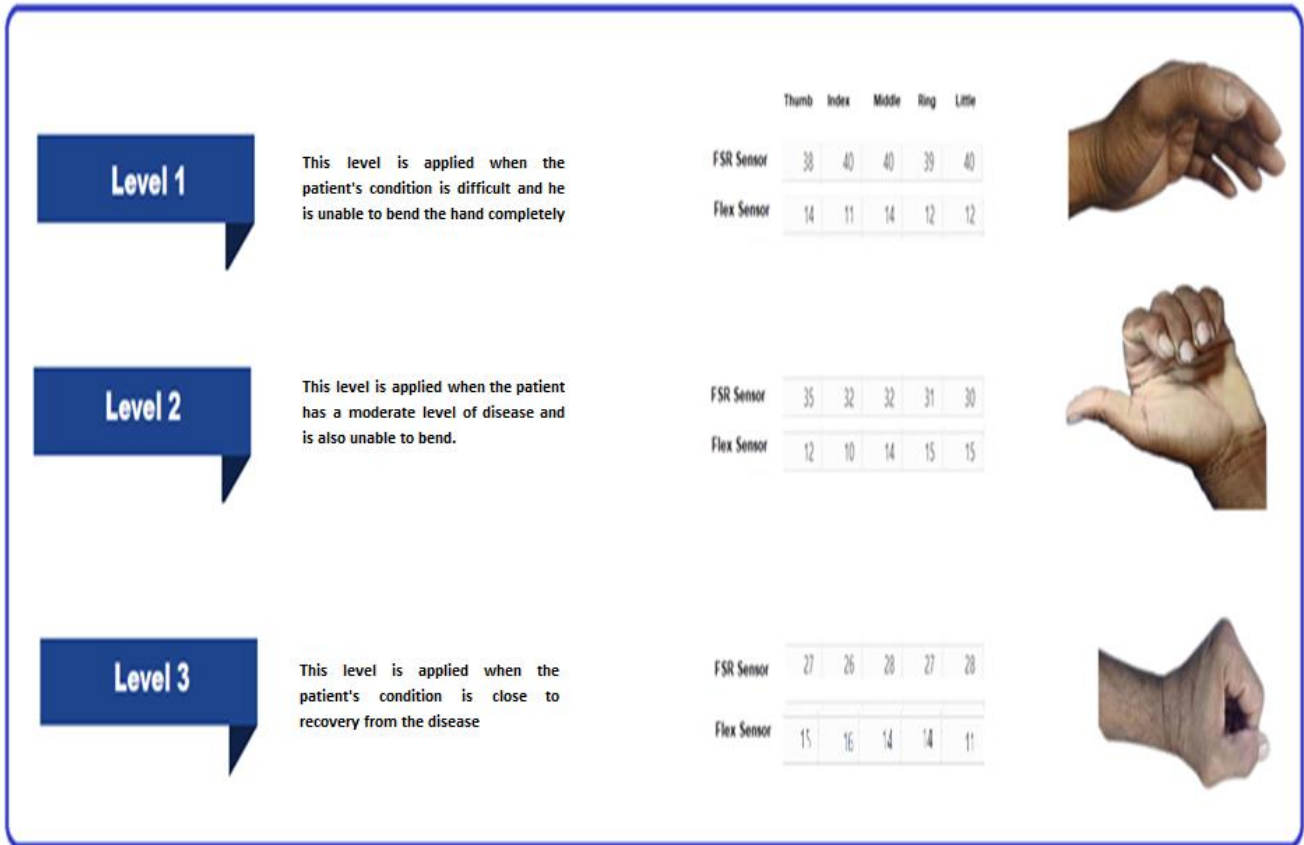 Thumb Index Middle Ring Little
Level 1
This level is applied when the
patient's condition is difficult and he
is unable to bend the hand completely
FSR Sensor 38 40 40 39 40
Flex Sensor 14 11 14 12 12
Level 2
This level is applied when the patient
has a moderate level of disease and
is also unable to bend.
FSR Sensor 35 32 32 31 30
Flex Sensor 12 10 14 15 15
Level 3
This level is applied when the
patient's condition is close to
recovery from the disease
FSR Sensor 27 26 28 27 28
Flex Sensor 15 16 14 14 11